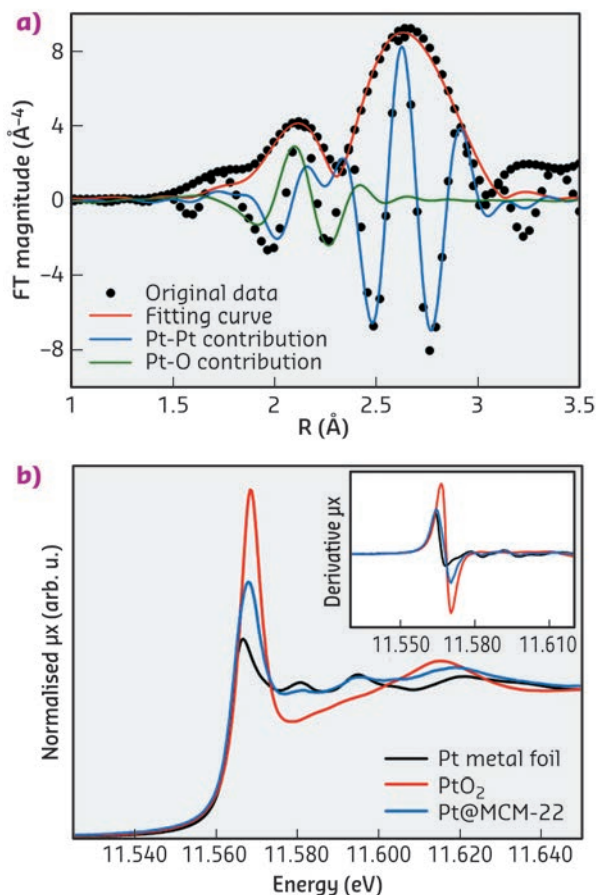 a)
8
4
0
−4
−8
FT magnitude (Å-4)
Original data
Fitting curve
Pt-Pt contribution
Pt-O contribution
1 1.5 2 2.5 3 3.5
R (Å)
b)
Normalised μx (arb. u.)
Derivative μx
11.550 11.580 11.610
Pt metal foil
PtO2
Pt@MCM-22
11.540 11.560 11.580 11.600 11.620 11.640
Energy (eV)